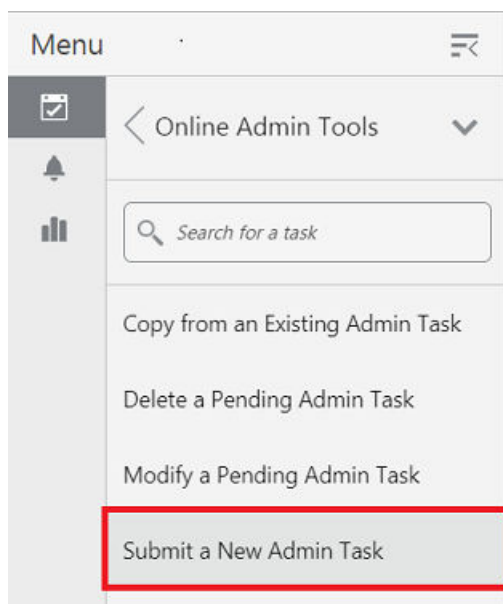 Menu
Online Admin Tools
Search for a task
Copy from an Existing Admin Task
Delete a Pending Admin Task
Modify a Pending Admin Task
Submit a New Admin Task